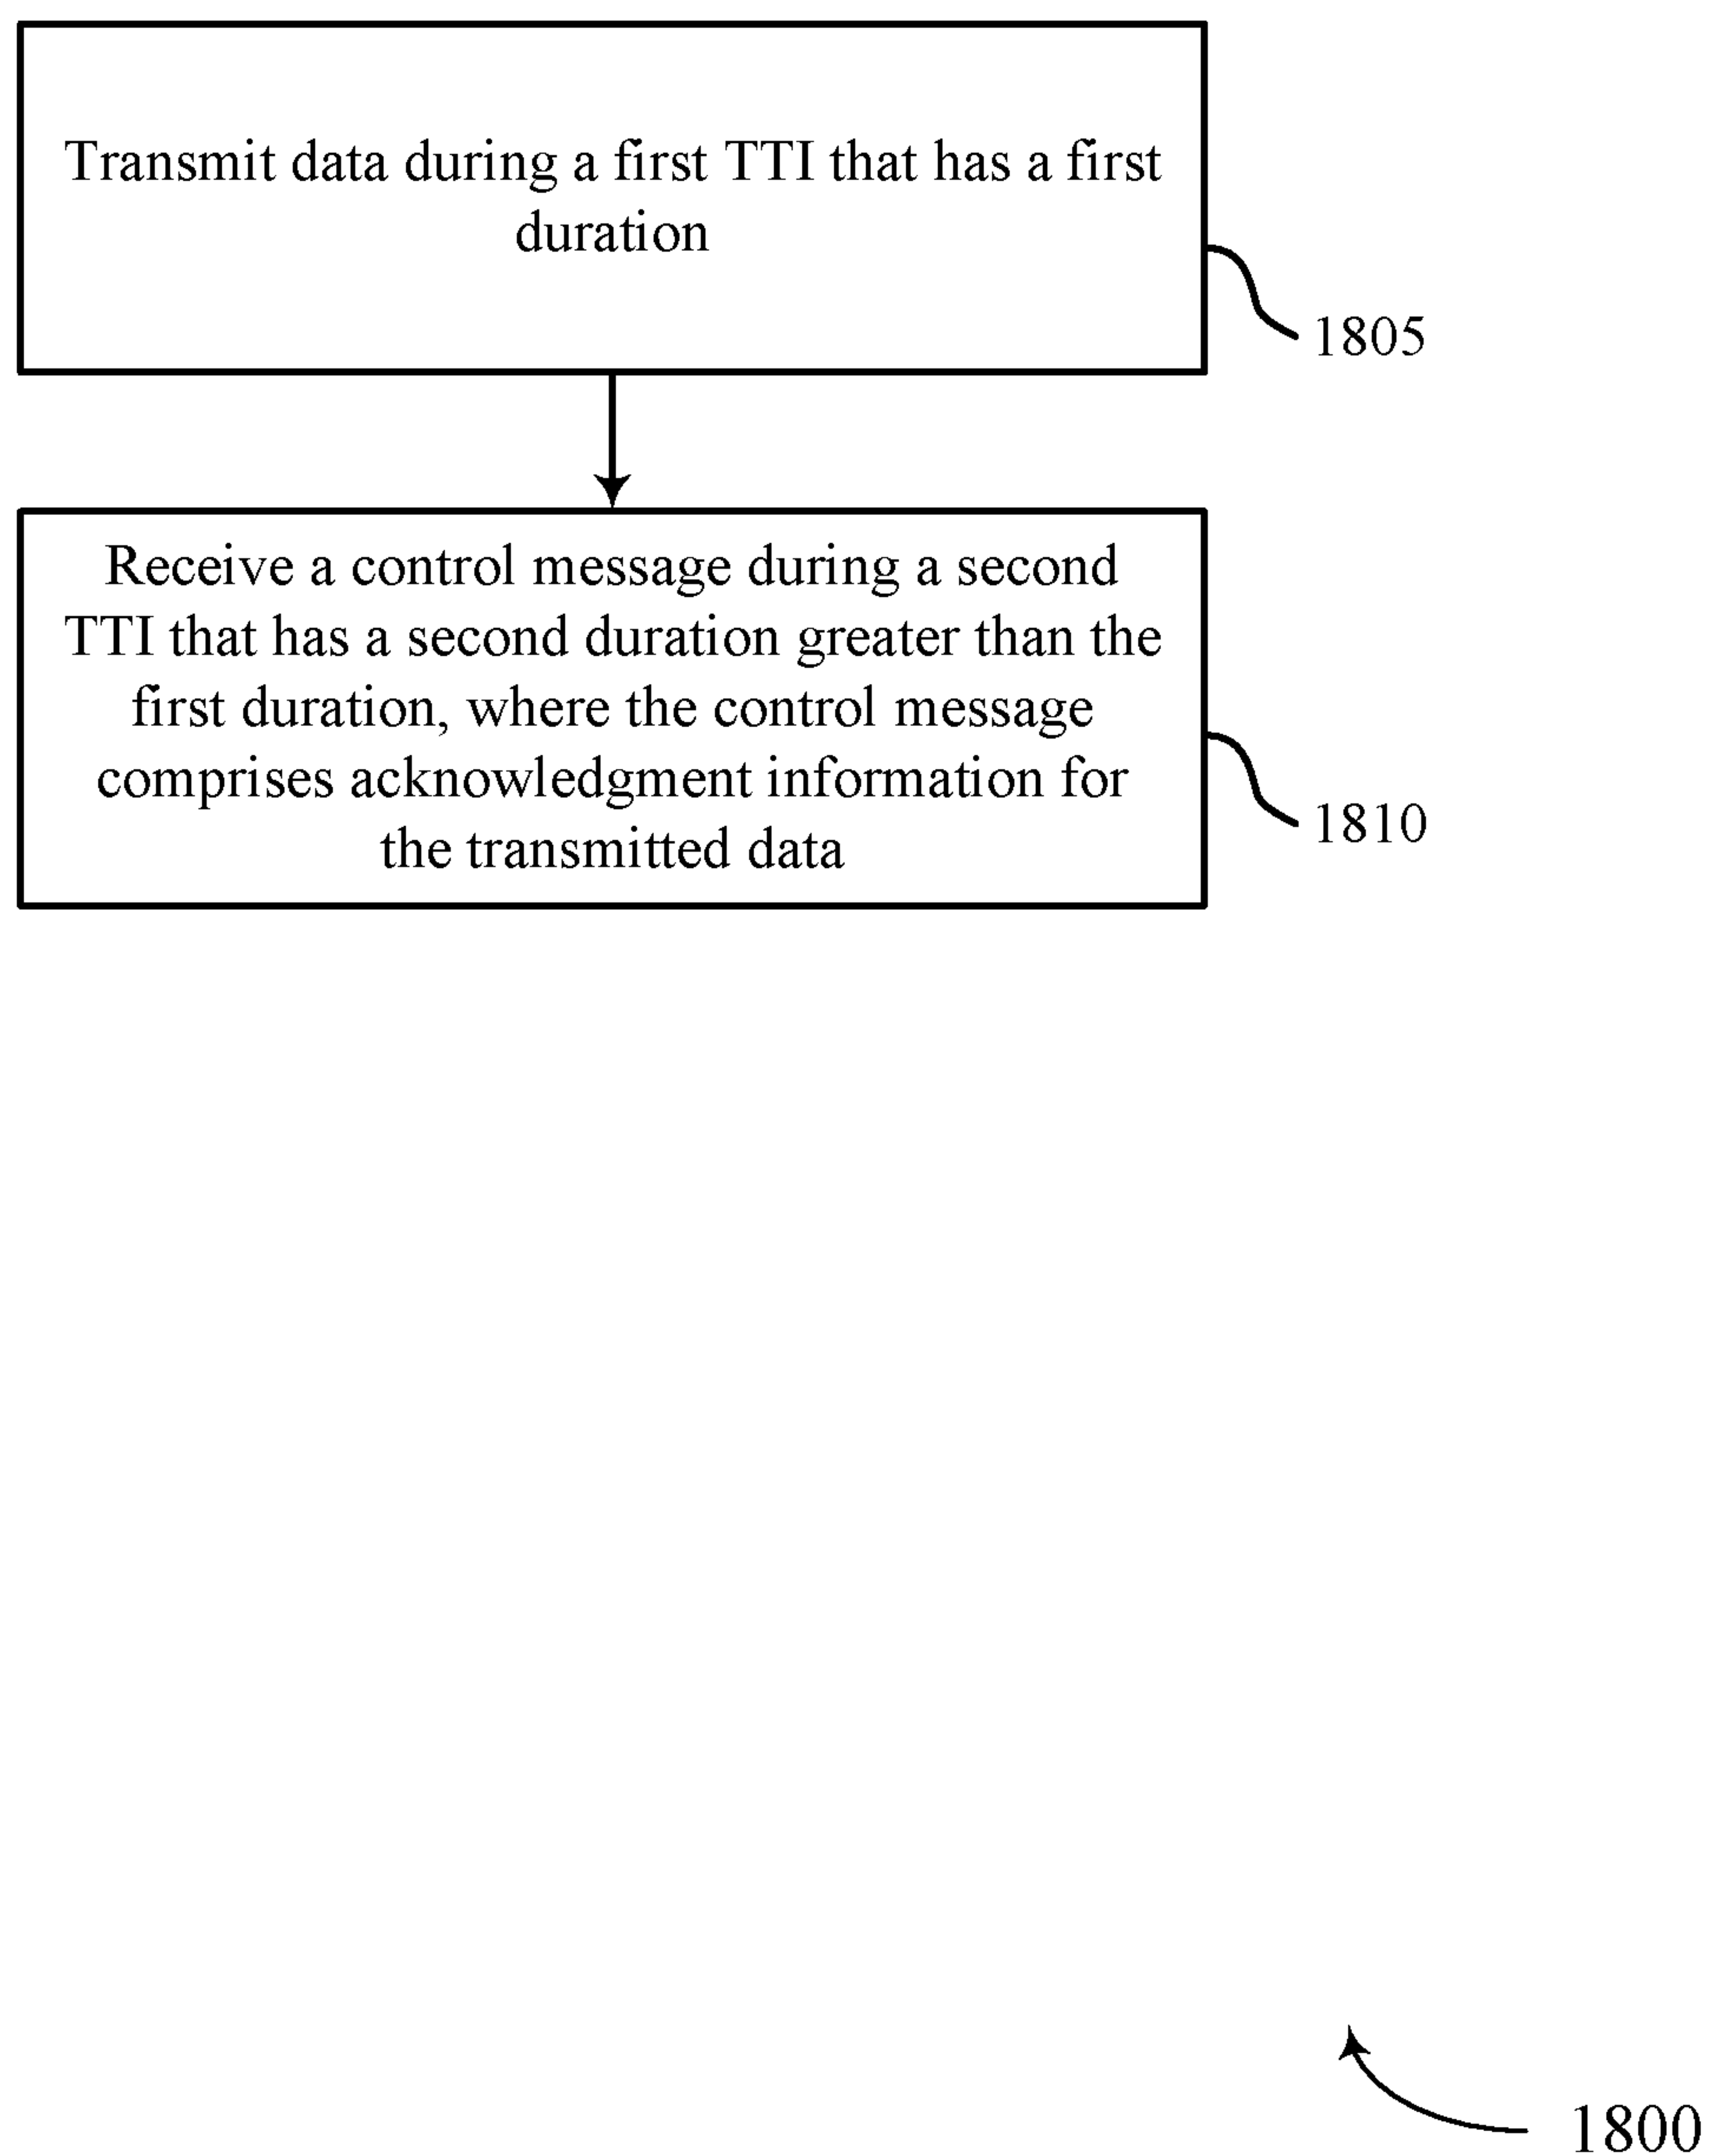 Transmit data during a first TTI that has a first
duration
1805
Receive a control message during a second
TTI that has a second duration greater than the
first duration, where the control message
comprises acknowledgment information for
the transmitted data
1810
1800